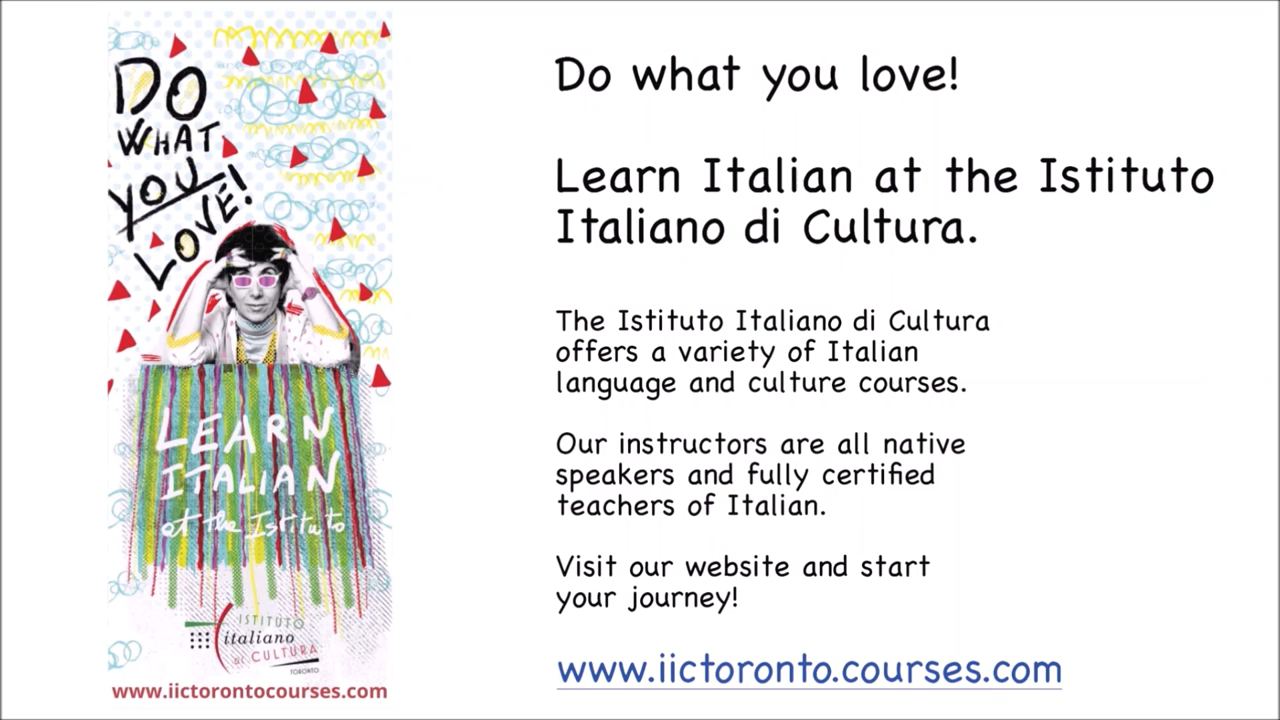 DO
WHAT
YOU
LOVE!
LEARN
ITALIAN
at the Istituto
ISTITUTO
italiano
di CULTURA
TORONTO
www.iictorontocourses.com
Do what you love!
Learn Italian at the Istituto
Italiano di Cultura.
The Istituto Italiano di Cultura
offers a variety of Italian
language and culture courses.
Our instructors are all native
speakers and fully certified
teachers of Italian.
Visit our website and start
your journey!
www.iictoronto.courses.com